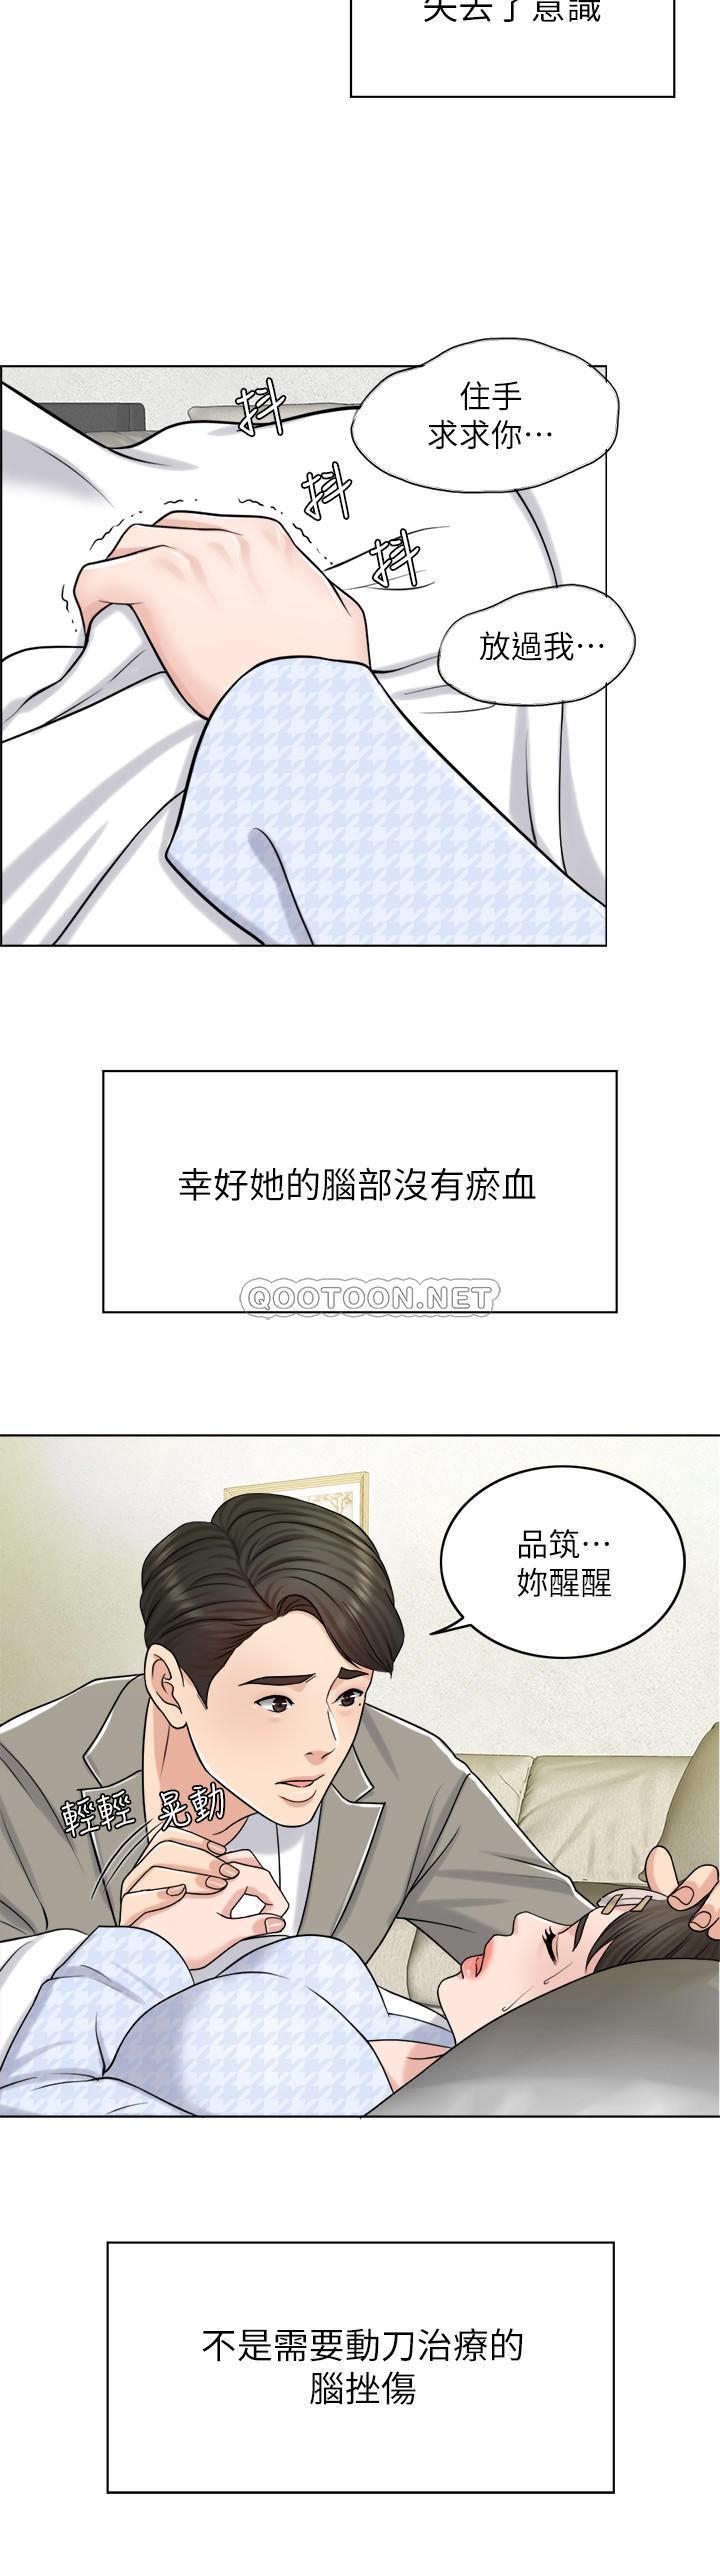 失去了意識
抖
抖
抖
住手
求求你…
放過我…
幸好她的腦部沒有瘀血
QOOTOON.NET
品筑…
妳醒醒
輕輕 晃動
不是需要動刀治療的
腦挫傷